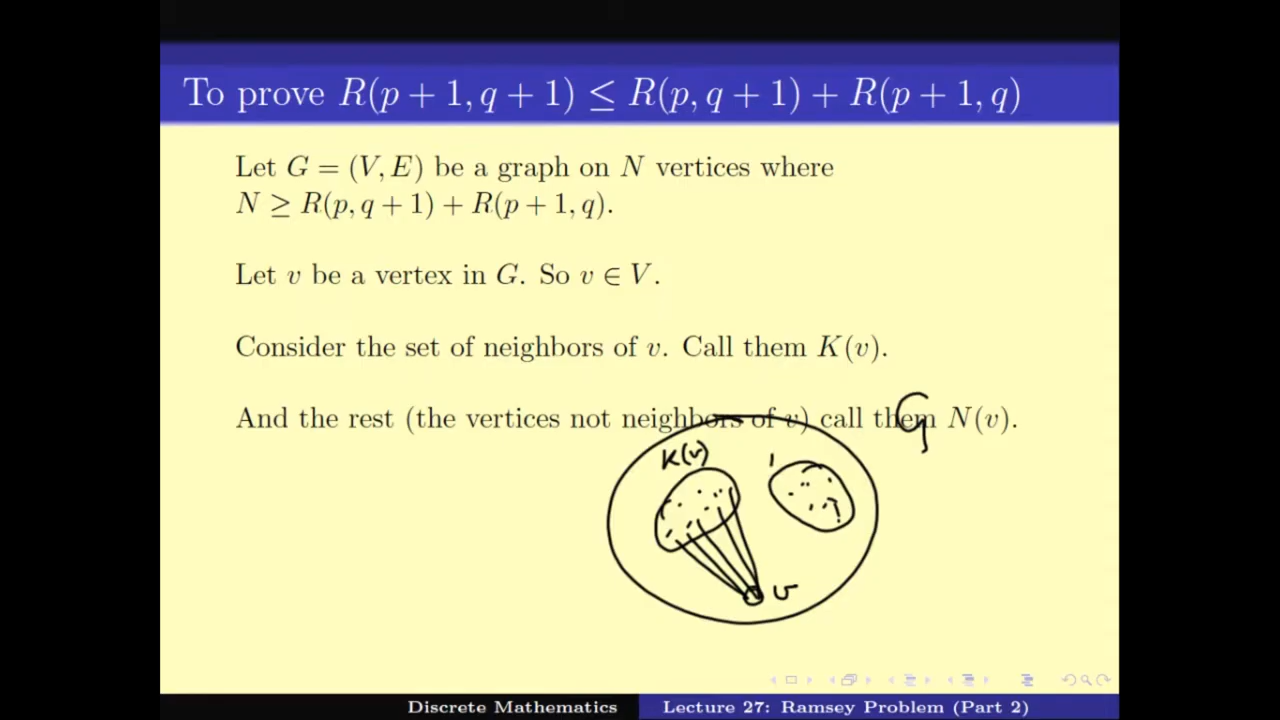 To prove R(p + 1, q + 1) ≤ R(p, q + 1) + R(p + 1, q)
Let G = (V, E) be a graph on N vertices where
N ≥ R(p, q + 1) + R(p + 1, q).
Let v be a vertex in G. So v ∈ V.
Consider the set of neighbors of v. Call them K(v).
And the rest (the vertices not neighbors of v) call them N(v).
G
K(v)
v
Discrete Mathematics
Lecture 27: Ramsey Problem (Part 2)